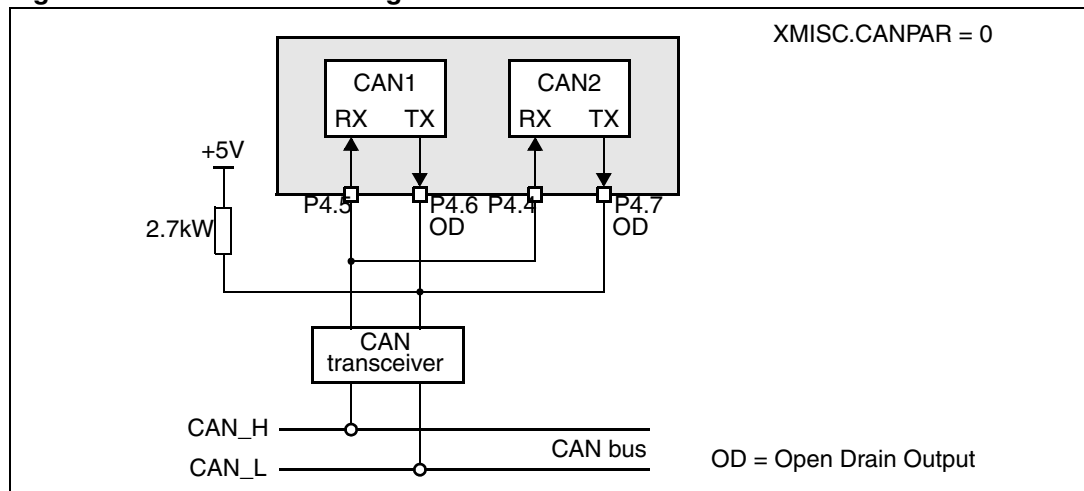 XMISC.CANPAR = 0
CAN1
CAN2
RX TX
RX TX
+5V
P4.5
P4.6
P4.4
P4.7
OD
OD
2.7kW
CAN
transceiver
CAN_H
CAN bus
CAN_L
OD = Open Drain Output